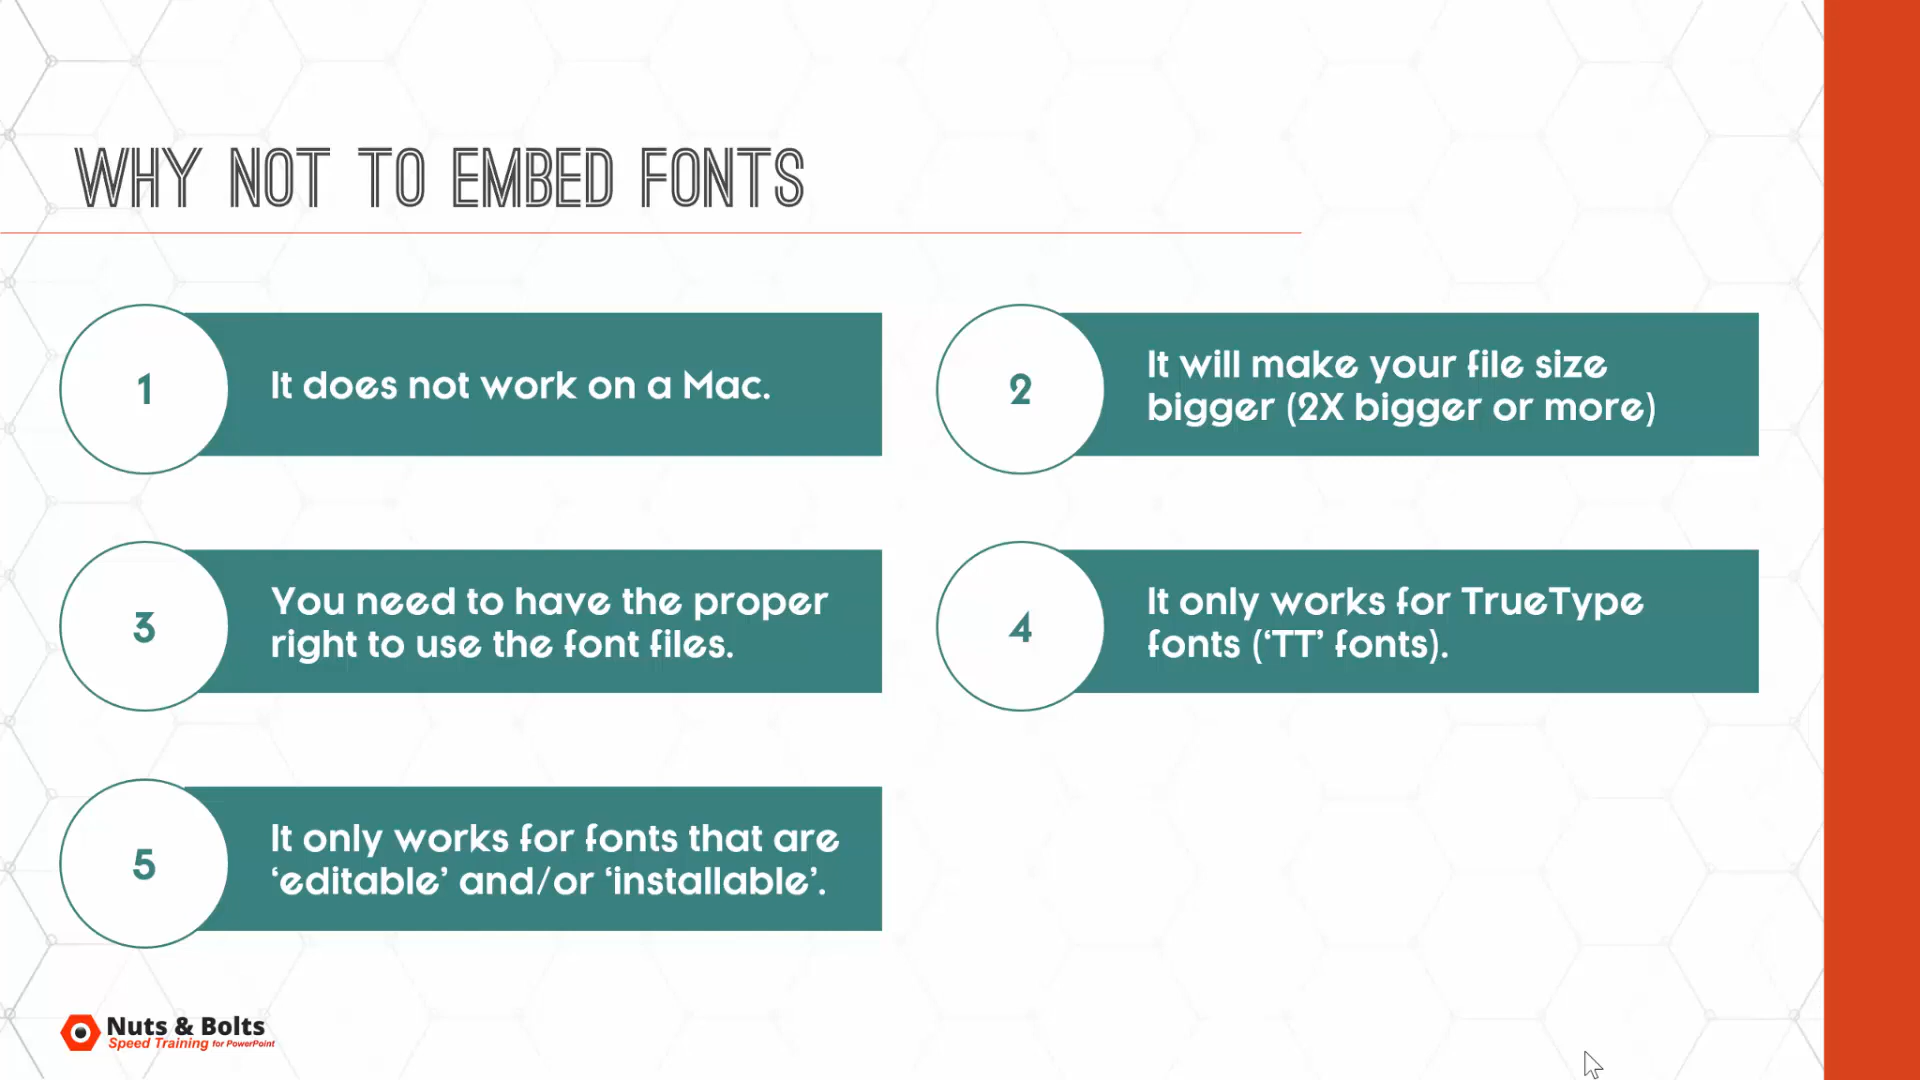 WHY NOT TO EMBED FONTS
1
It does not work on a Mac.
2
It will make your file size
bigger (2X bigger or more)
3
You need to have the proper
right to use the font files.
4
It only works for TrueType
fonts (‘TT’ fonts).
5
It only works for fonts that are
‘editable’ and/or ‘installable’.
Nuts & Bolts
Speed Training for PowerPoint